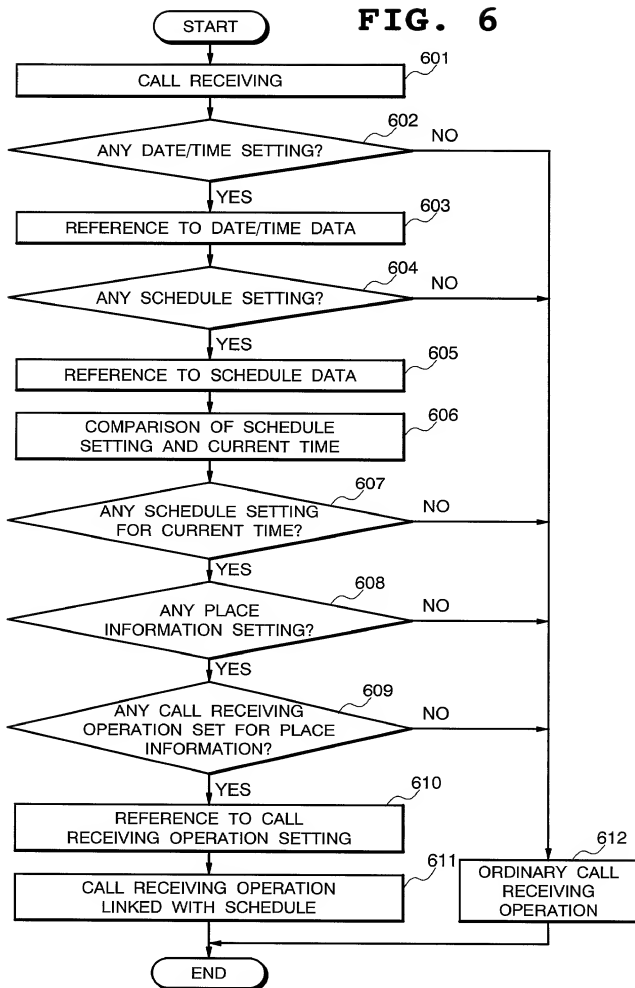 FIG. 6
START
CALL RECEIVING
601
ANY DATE/TIME SETTING?
602
NO
YES
REFERENCE TO DATE/TIME DATA
603
ANY SCHEDULE SETTING?
604
NO
YES
REFERENCE TO SCHEDULE DATA
605
COMPARISON OF SCHEDULE
SETTING AND CURRENT TIME
606
ANY SCHEDULE SETTING
FOR CURRENT TIME?
607
NO
YES
ANY PLACE
INFORMATION SETTING?
608
NO
YES
ANY CALL RECEIVING
OPERATION SET FOR PLACE
INFORMATION?
609
NO
YES
REFERENCE TO CALL
RECEIVING OPERATION SETTING
610
CALL RECEIVING OPERATION
LINKED WITH SCHEDULE
611
ORDINARY CALL
RECEIVING
OPERATION
612
END